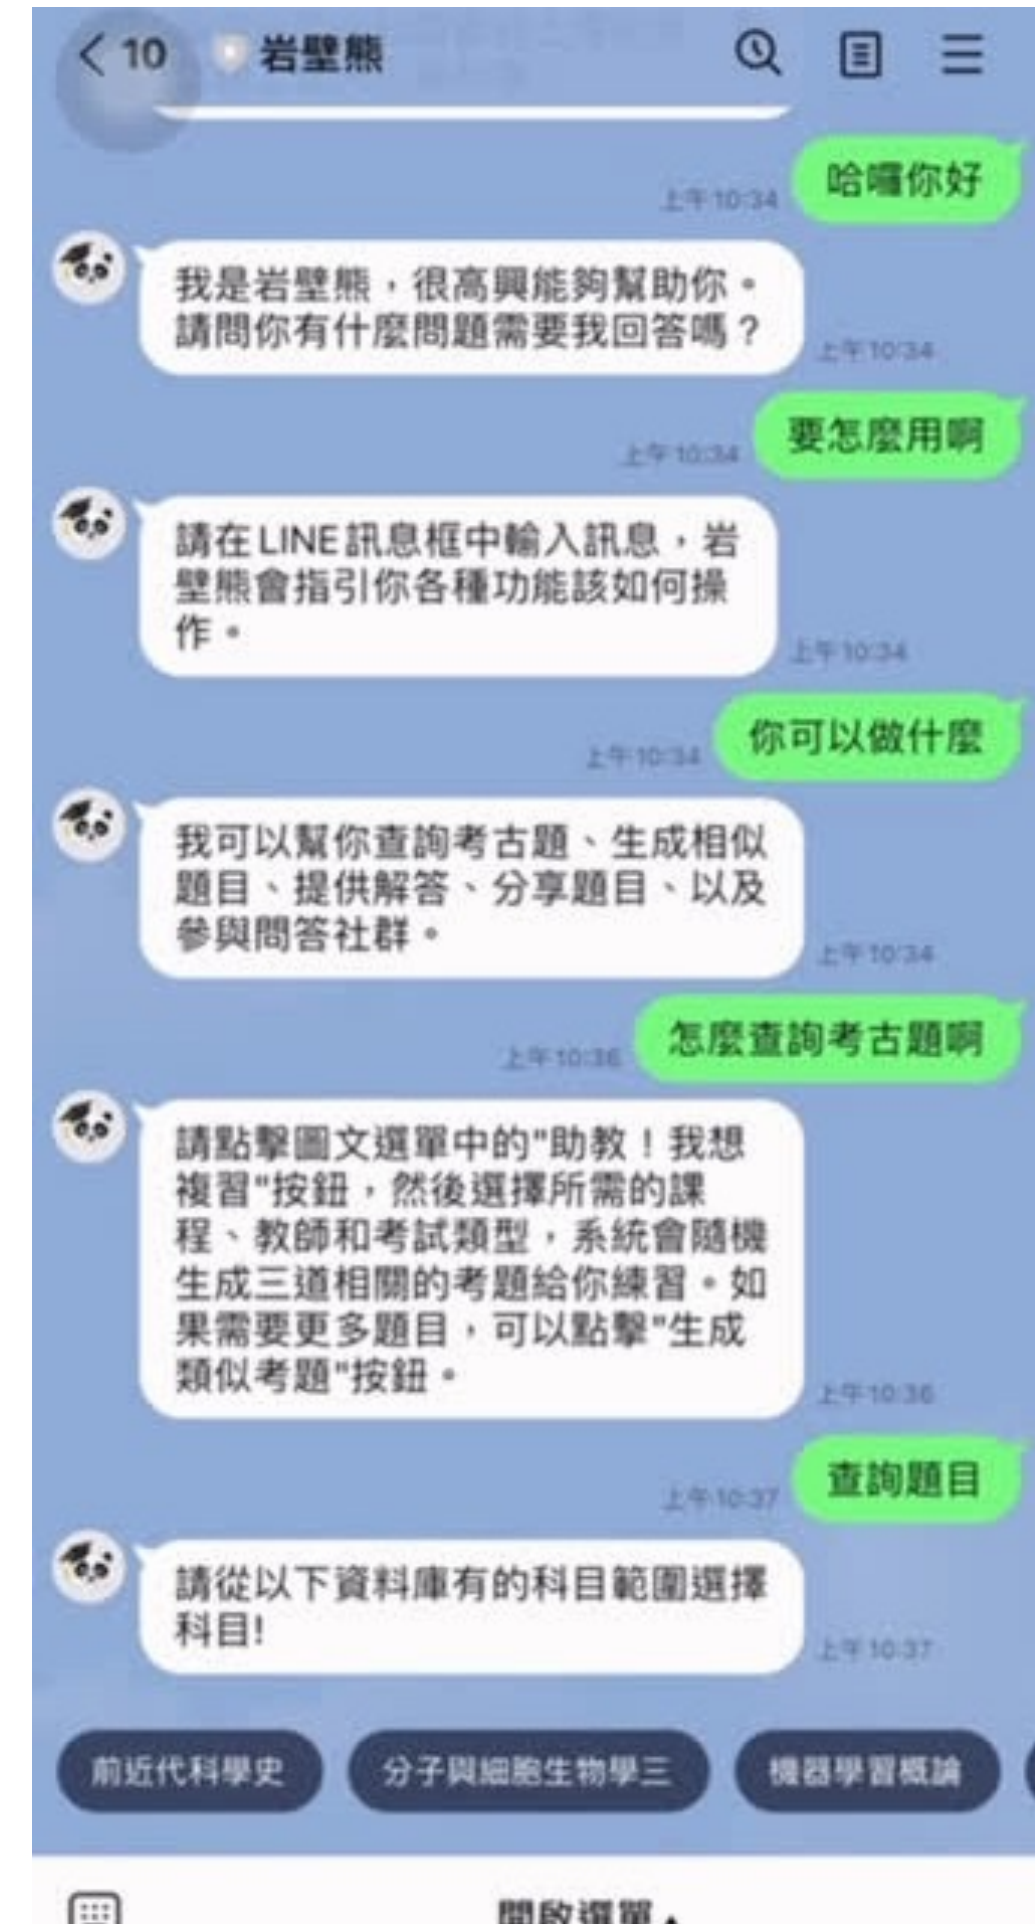 10 岩壁熊
哈囉你好
上午10:34
我是岩壁熊，很高興能夠幫助你。
請問你有什麼問題需要我回答嗎？
上午10:34
要怎麼用啊
上午10:34
請在LINE訊息框中輸入訊息，岩
壁熊會指引你各種功能該如何操
作。
上午10:34
你可以做什麼
上午10:34
我可以幫你查詢考古題、生成相似
題目、提供解答、分享題目、以及
參與問答社群。
上午10:34
怎麼查詢考古題啊
上午10:36
請點擊圖文選單中的"助教！我想
複習"按鈕，然後選擇所需的課
程、教師和考試類型，系統會隨機
生成三道相關的考題給你練習。如
果需要更多題目，可以點擊"生成
類似考題"按鈕。
上午10:36
查詢題目
上午10:37
請從以下資料庫有的科目範圍選擇
科目!
上午10:37
前近代科學史 分子與細胞生物學三 機器學習概論
開啟選單